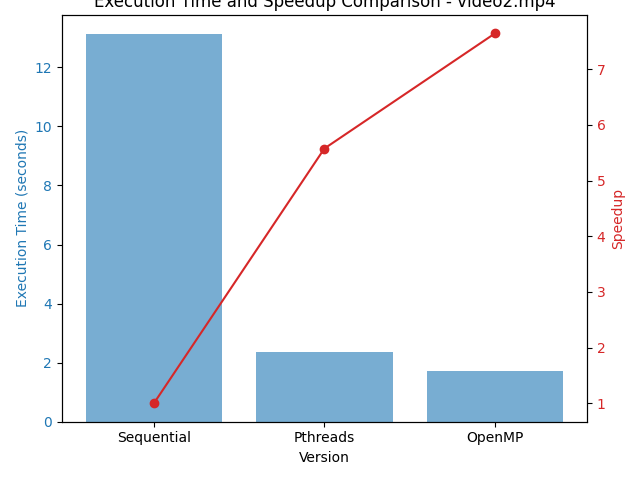 Execution Time and Speedup Comparison - video2.mp4
Execution Time (seconds)
12
10
8
6
4
2
0
7
6
5
4
3
2
1
Speedup
Sequential Pthreads OpenMP
Version